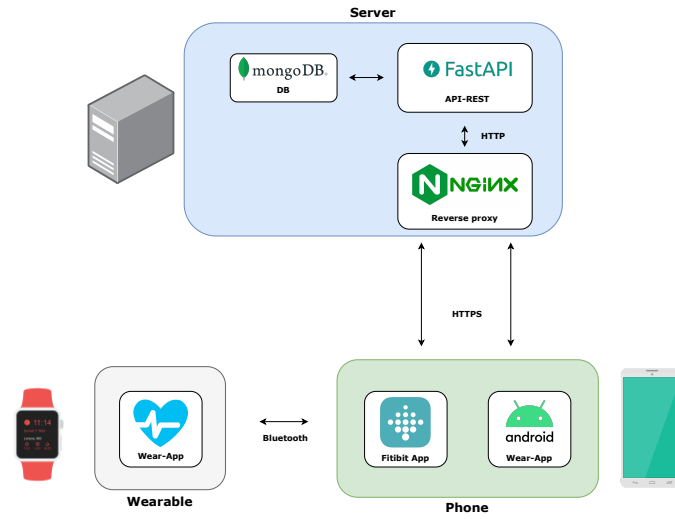 Server
mongoDB
DB
FastAPI
API-REST
HTTP
NGINX
Reverse proxy
HTTPS
11:14
Wear-App
Bluetooth
Fitibit App
android
Wear-App
Wearable
Phone